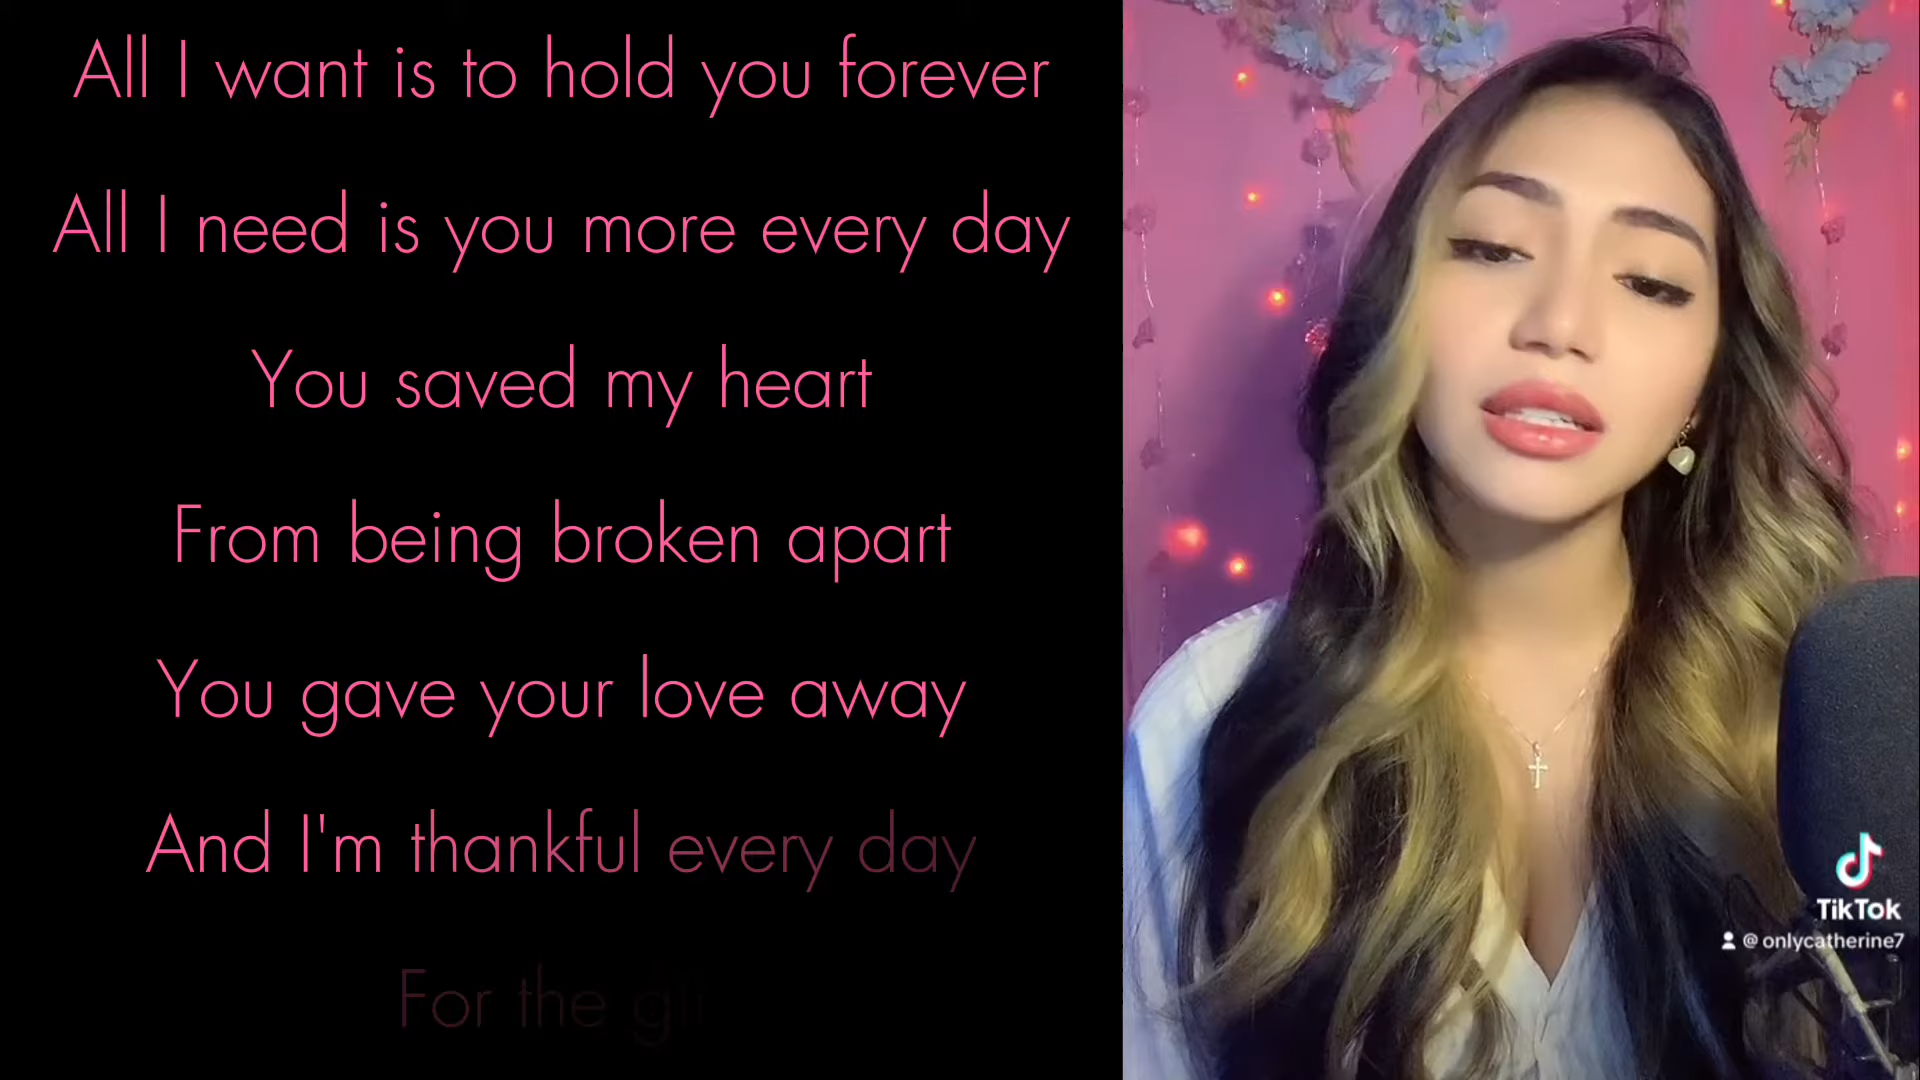 All I want is to hold you forever
All I need is you more every day
You saved my heart
From being broken apart
You gave your love away
And I'm thankful every day
For the
TikTok
@ onlycatherine7